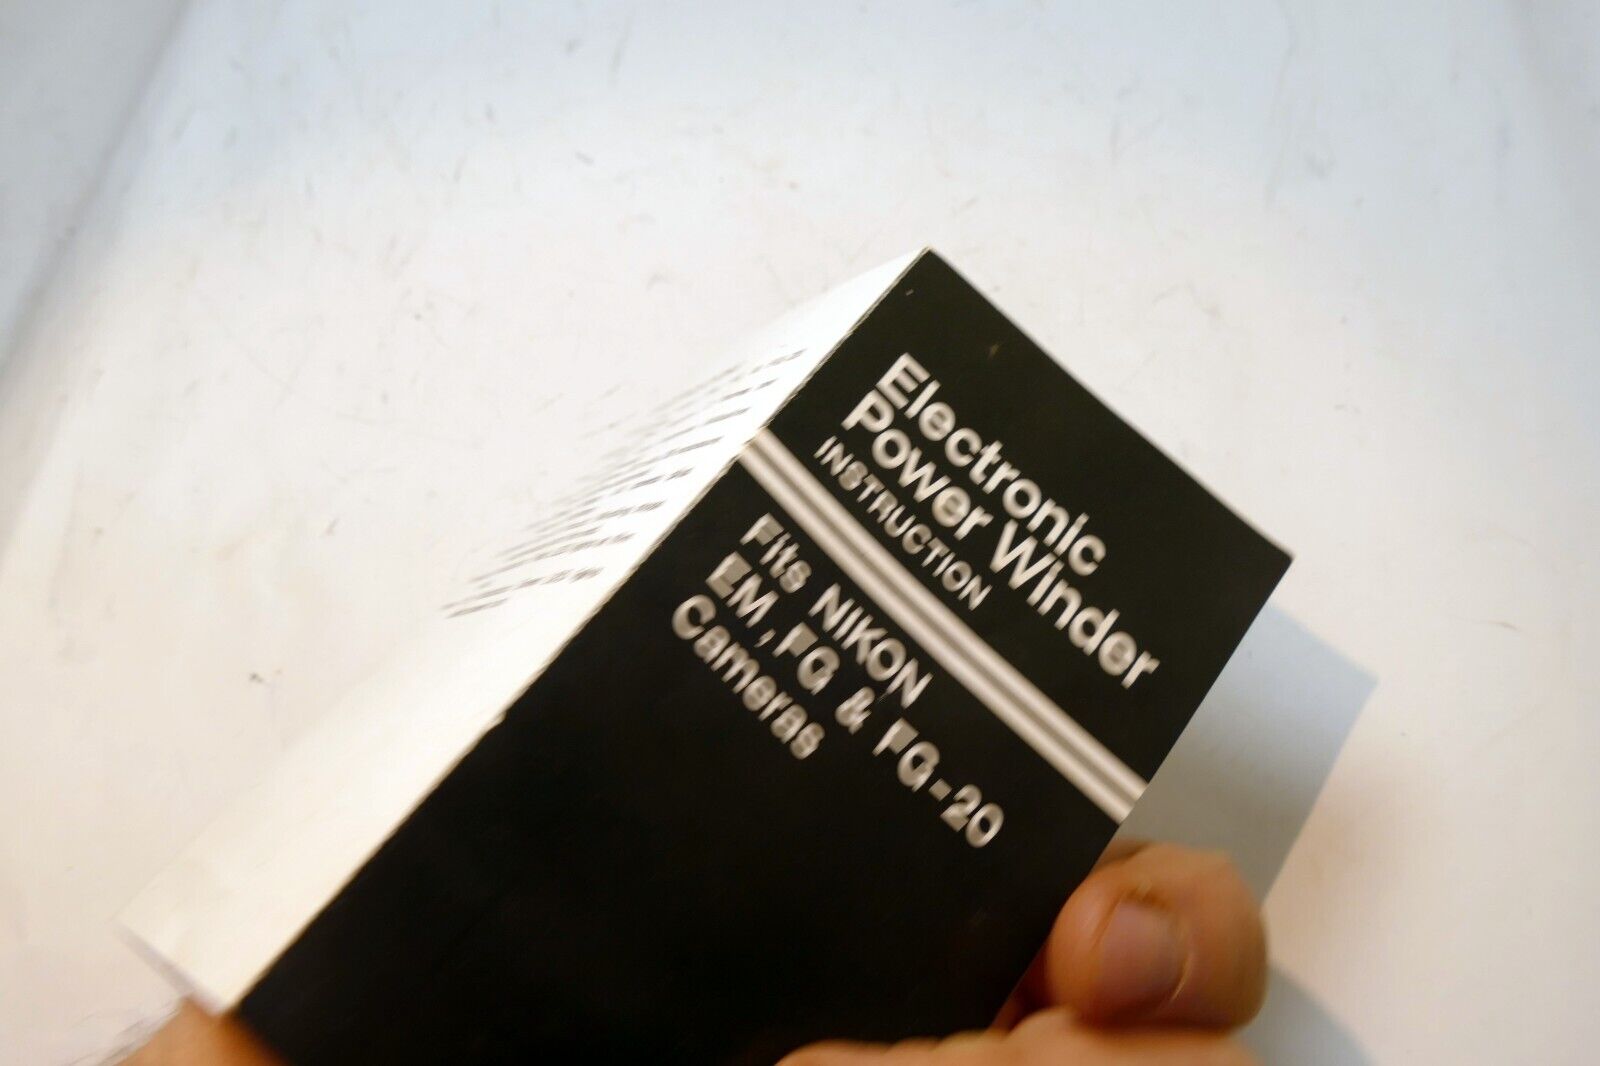 Electronic
Power Winder
INSTRUCTION
Fits NIKON
EM, FG & FG-20
Cameras